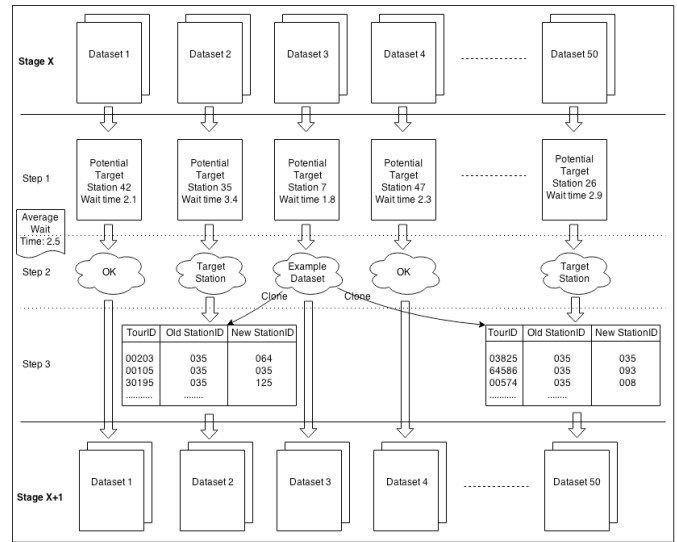 Stage X
Dataset 1
Dataset 2
Dataset 3
Dataset 4
Dataset 50
Step 1
Potential
Target
Station 42
Wait time 2.1
Potential
Target
Station 35
Wait time 3.4
Potential
Target
Station 7
Wait time 1.8
Potential
Target
Station 47
Wait time 2.3
Potential
Target
Station 26
Wait time 2.9
Average
Wait
Time: 2.5
Step 2
OK
Target
Station
Example
Dataset
OK
Target
Station
Clone
Clone
Step 3
TourID Old StationID New StationID
00203 035 064
00105 035 035
30195 035 125
........... ........
TourID Old StationID New StationID
03825 035 035
64586 035 093
00574 035 008
........... ........
Stage X+1
Dataset 1
Dataset 2
Dataset 3
Dataset 4
Dataset 50